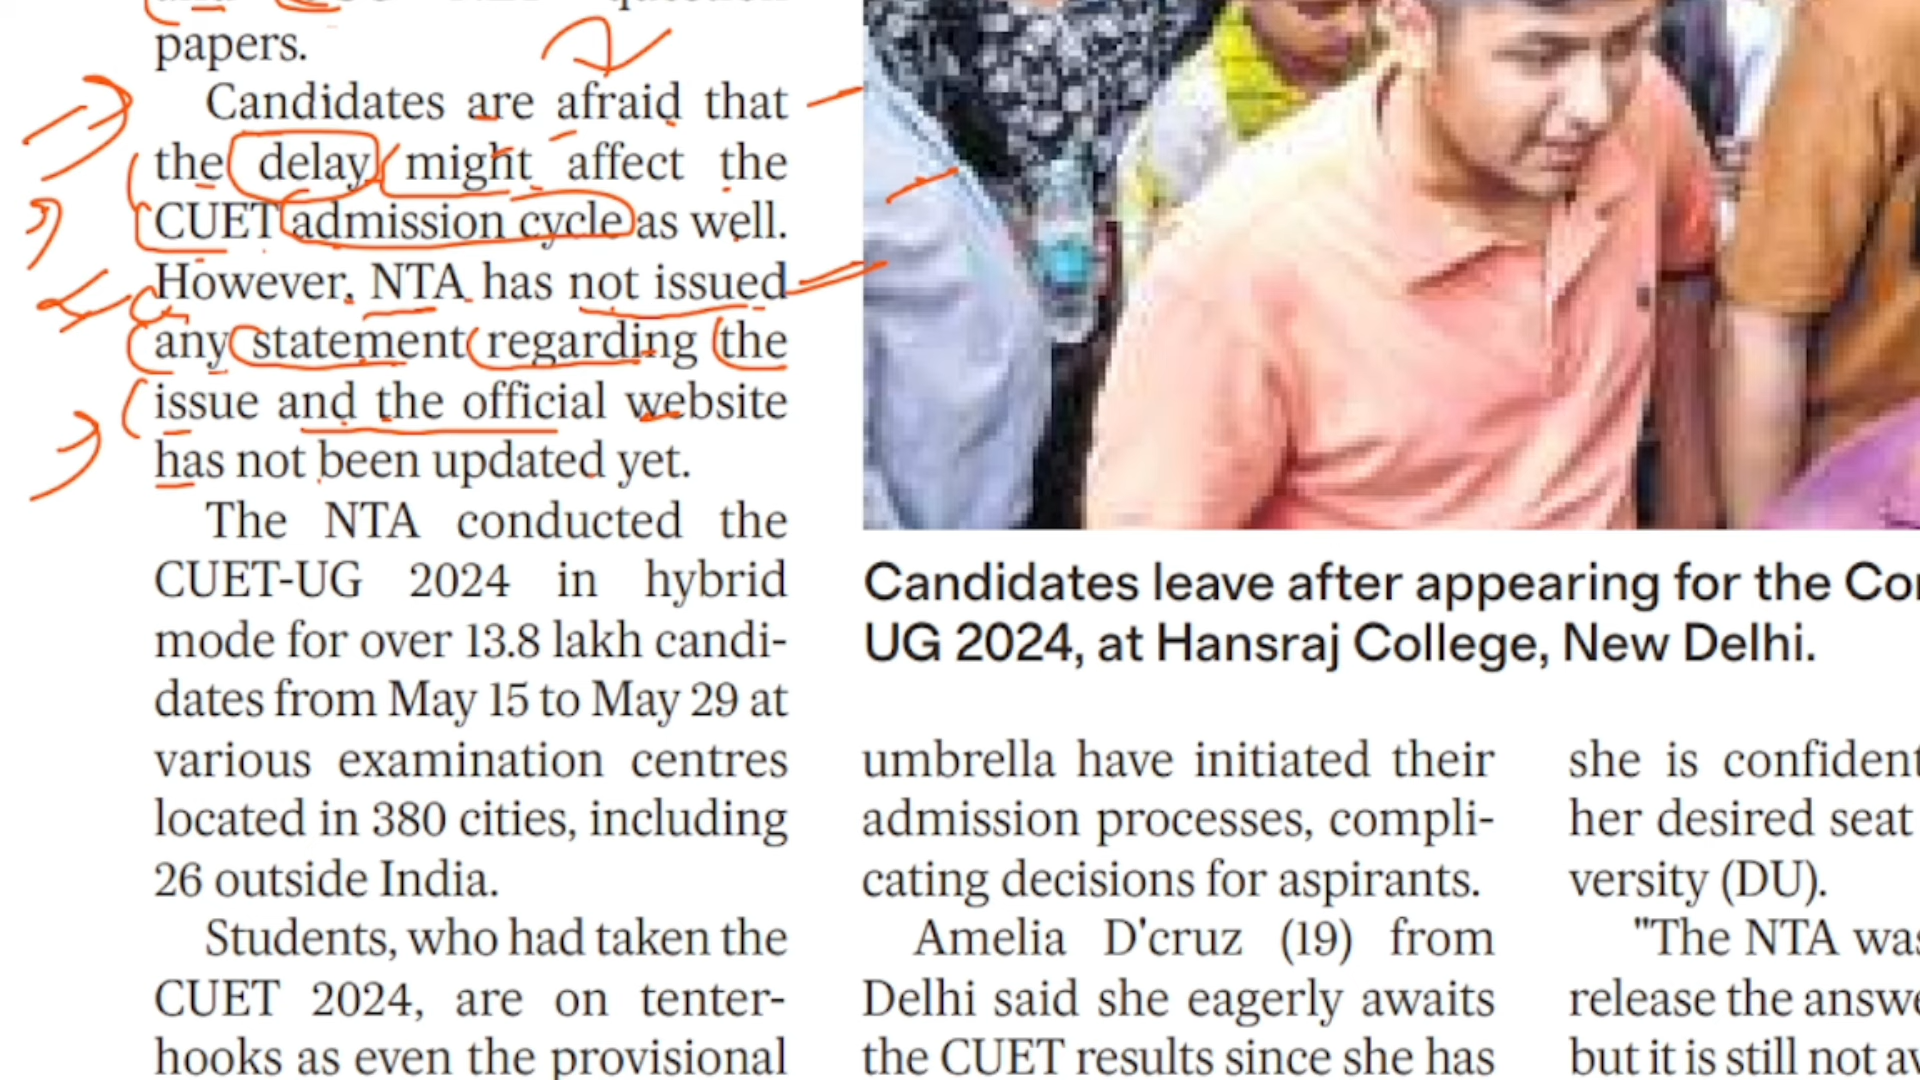 papers.
Candidates are afraid that
the delay might affect the
CUET admission cycle as well.
However, NTA has not issued
any statement regarding the
issue and the official website
has not been updated yet.
The NTA conducted the
CUET-UG 2024 in hybrid
mode for over 13.8 lakh candi-
dates from May 15 to May 29 at
various examination centres
located in 380 cities, including
26 outside India.
Students, who had taken the
CUET 2024, are on tenter-
hooks as even the provisional
Candidates leave after appearing for the
UG 2024, at Hansraj College, New Delhi.
umbrella have initiated their
admission processes, compli-
cating decisions for aspirants.
Amelia D'cruz (19) from
Delhi said she eagerly awaits
the CUET results since she has
she is confident
her desired seat
versity (DU).
"The NTA was
release the
but it is still not